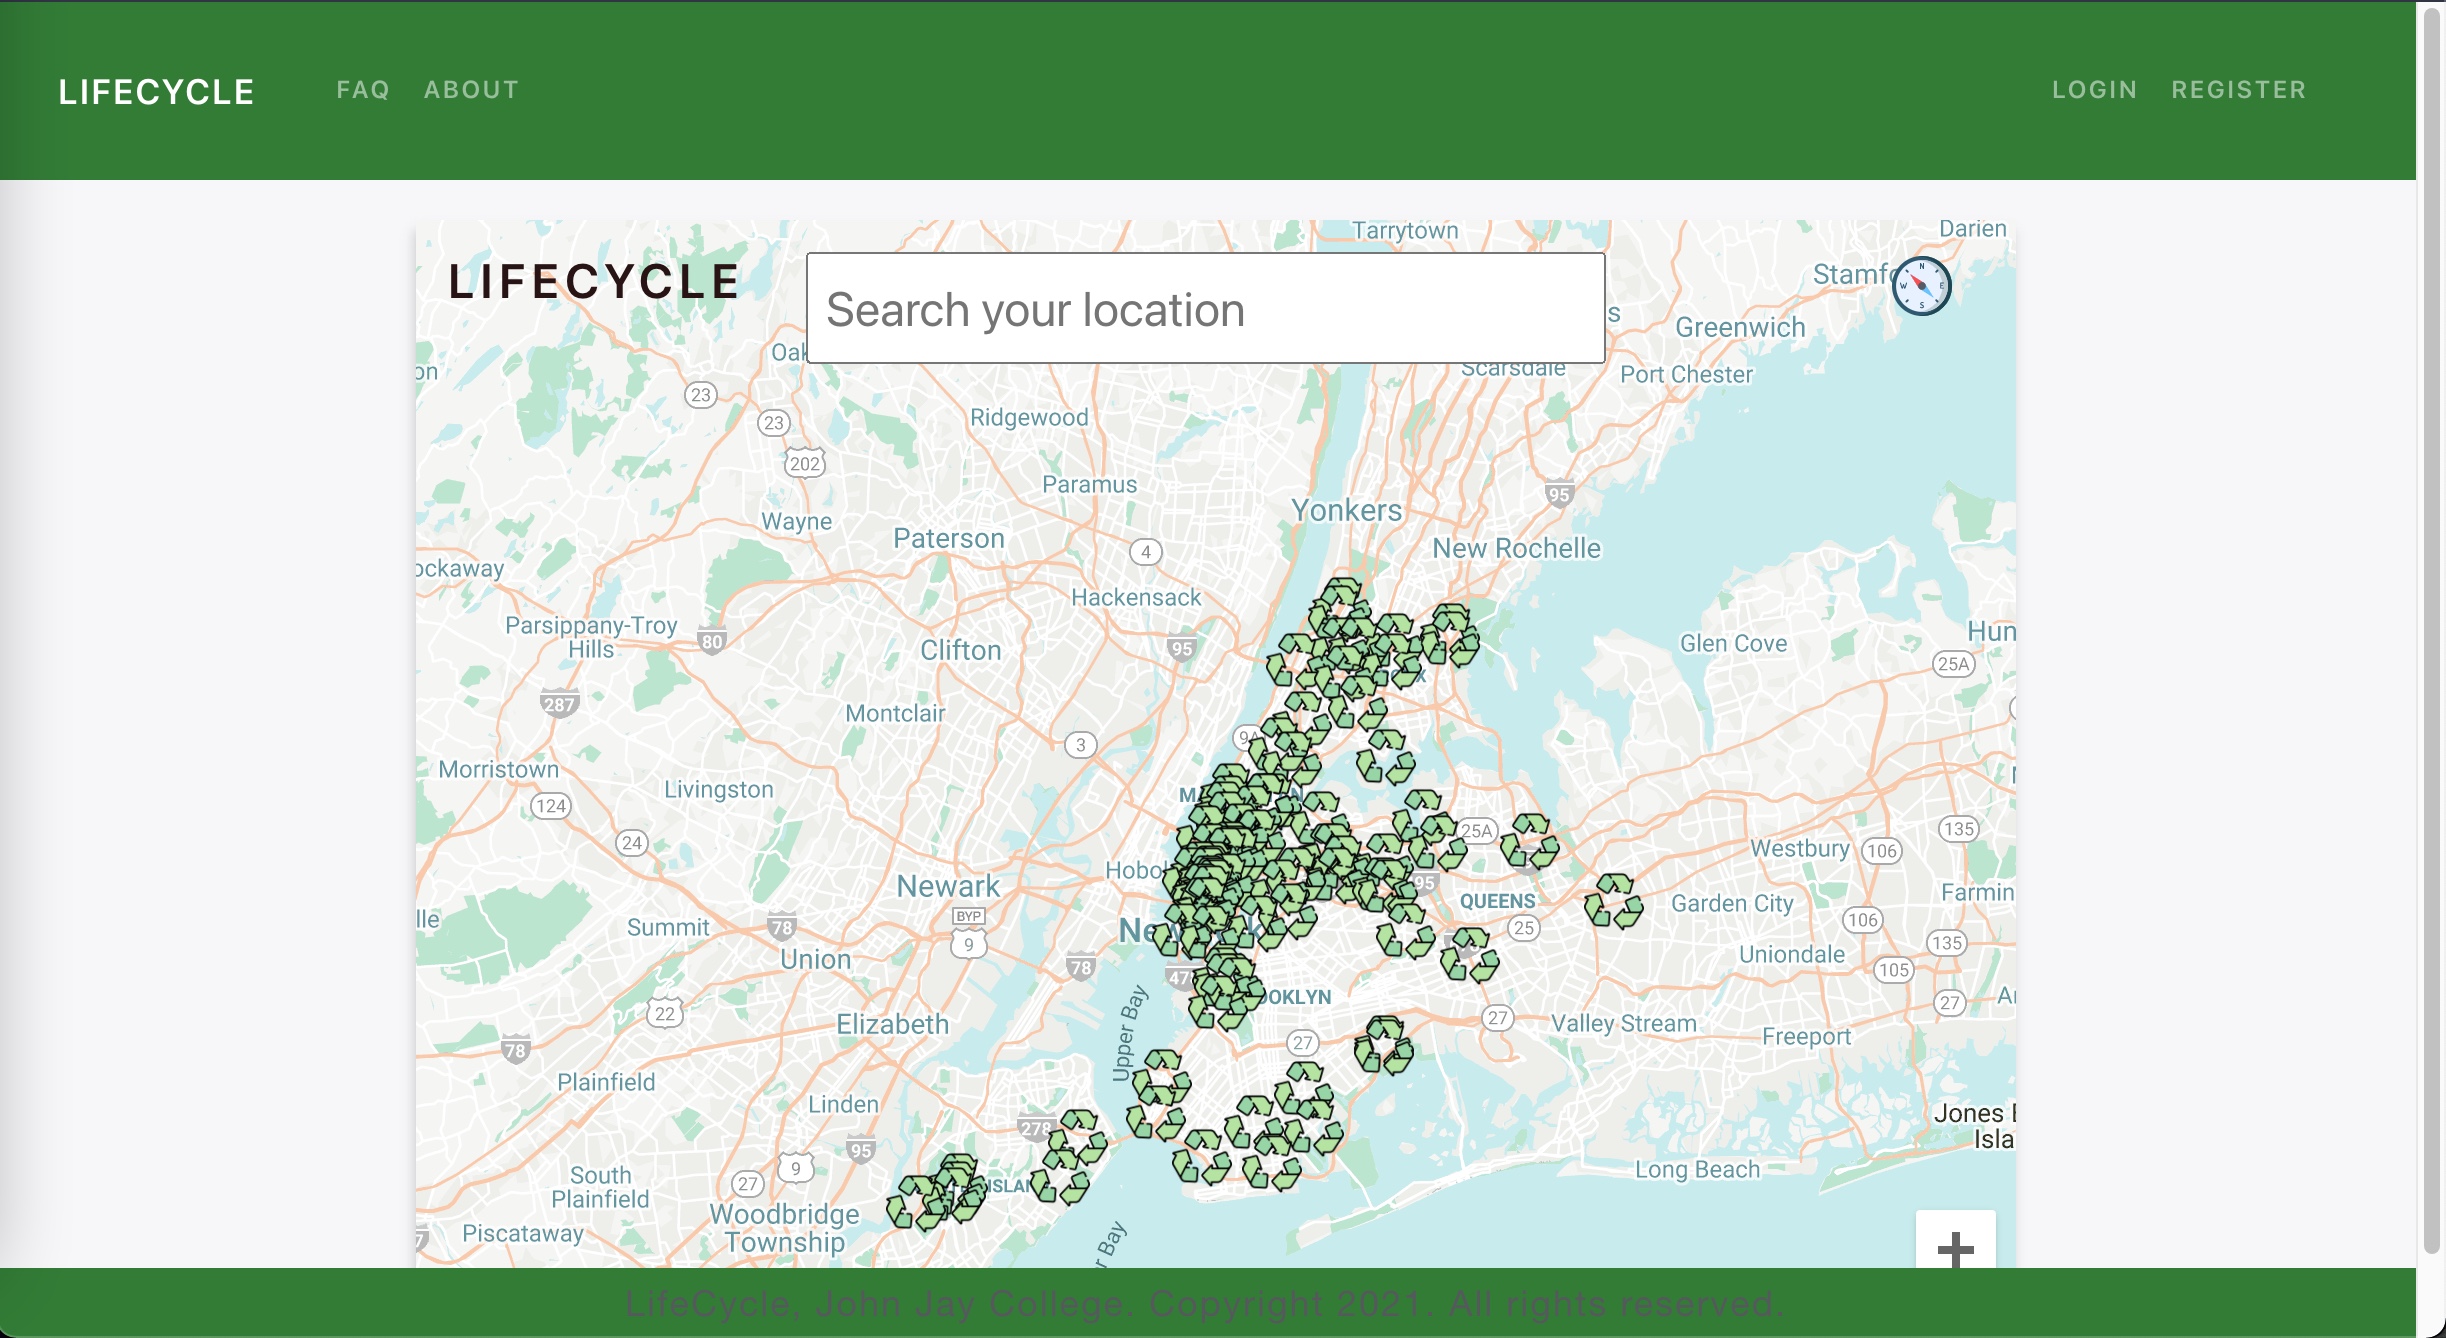 LIFECYCLE FAQ ABOUT LOGIN REGISTER
Tarrytown
Darien
LIFECYCLE
Search your location
Stamfo
Greenwich
Oak
s
on
Scarsdale
Port Chester
23
23
Ridgewood
202
Paramus
95
Wayne
Yonkers
Paterson
New Rochelle
4
ockaway
Hackensack
Parsippany-Troy
Hills
80
95
Clifton
Glen Cove
Hun
25A
287
Montclair
3
9A
Morristown
Livingston
124
24
25A
135
Hobo
Westbury
106
Newark
95
QUEENS
Garden City
Farmin
lle
Summit
78
BYP
9
25
106
Union
78
135
Uniondale
105
22
47
OOKLYN
27
Elizabeth
Upper Bay
27
27
Valley Stream
Freeport
78
Plainfield
Linden
278
95
Jones B
Isla
9
South
Plainfield
27
ISLAN
Long Beach
Woodbridge
Township
Piscataway
7
r Bay
+
LifeCycle, John Jay College. Copyright 2021. All rights reserved.